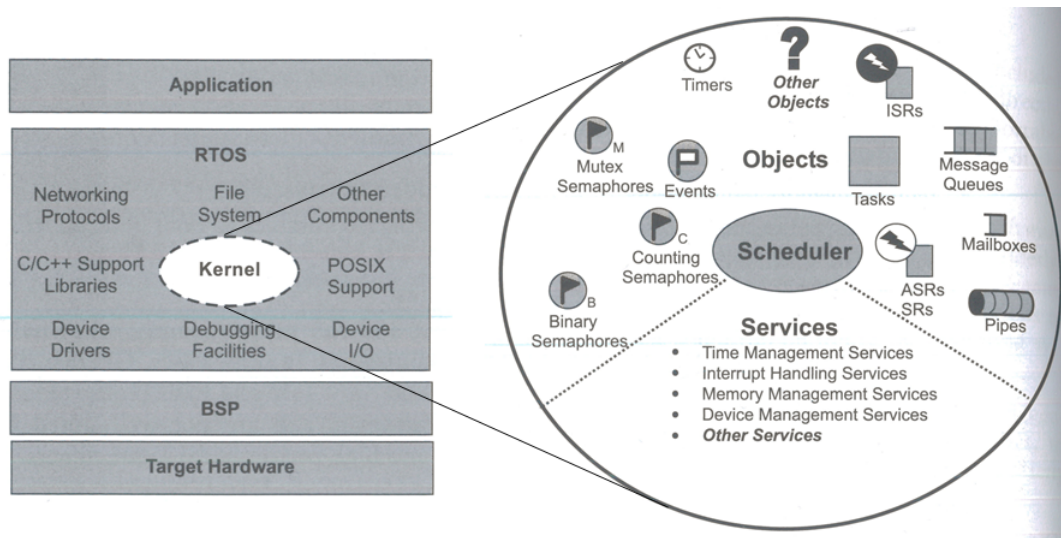 Application
RTOS
Networking
Protocols
File
System
Other
Components
C/C++ Support
Libraries
Kernel
POSIX
Support
Device
Drivers
Debugging
Facilities
Device
I/O
BSP
Target Hardware
Timers
?
Other
Objects
ISRs
M
Mutex
Semaphores
Events
Objects
Tasks
Message
Queues
C
Counting
Semaphores
Scheduler
Mailboxes
ASRs
SRs
B
Binary
Semaphores
Pipes
Services
• Time Management Services
• Interrupt Handling Services
• Memory Management Services
• Device Management Services
• Other Services